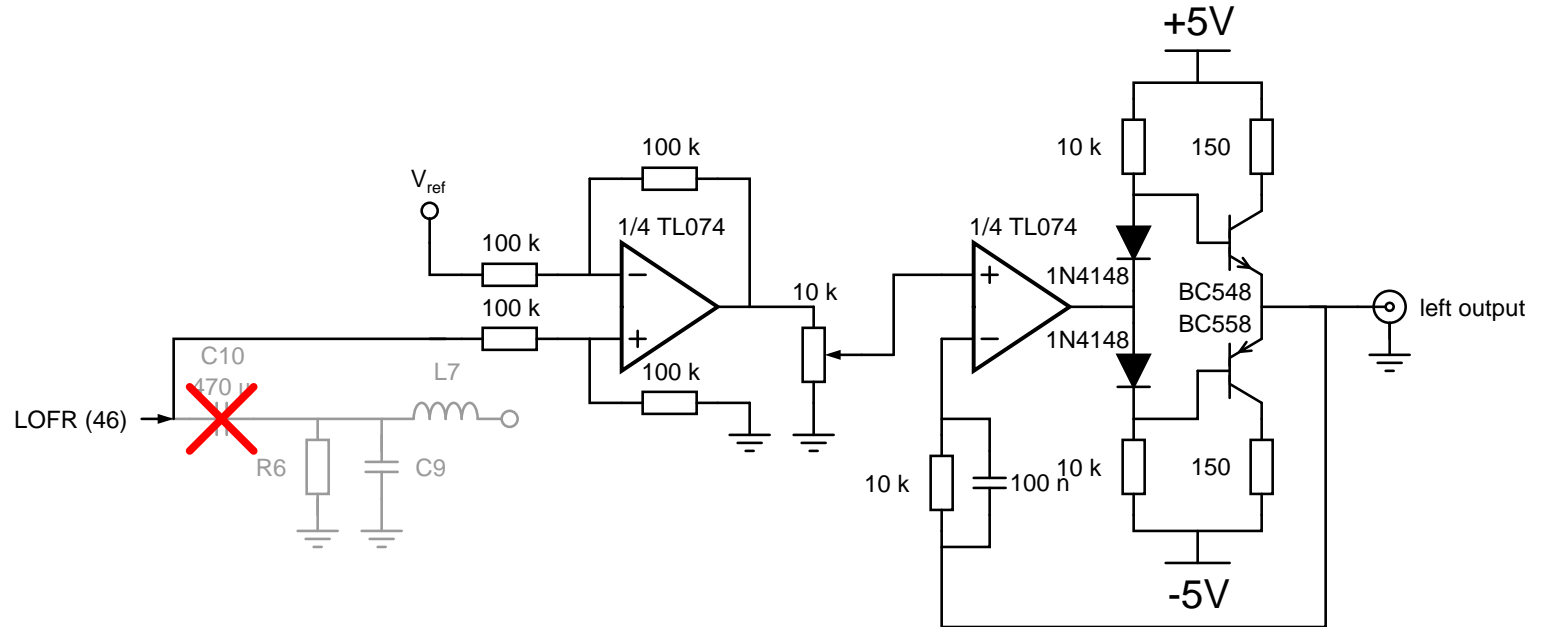 +5V
100 k
10 k
150
V_ref
1/4 TL074
1/4 TL074
100 k
1N4148
10 k
BC548
left output
100 k
BC558
1N4148
C10
470 µ
L7
100 k
LOFR (46)
R6
C9
10 k
100 n
10 k
150
-5V